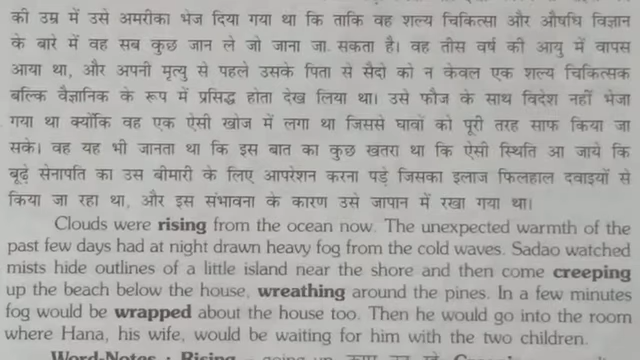 की उम्र में उसे अमरीका भेज दिया गया था कि ताकि वह शल्य चिकित्सा और औषधि विज्ञान
के बारे में वह सब कुछ जान ले जो जाना जा सकता है। वह तीस वर्ष की आयु में वापस
आया था, और अपनी मृत्यु से पहले उसके पिता से सैदो को न केवल एक शल्य चिकित्सक
बल्कि वैज्ञानिक के रूप में प्रसिद्ध होता देख लिया था। उसे फौज के साथ विदेश नहीं भेजा
गया था क्योंकि वह एक ऐसी खोज में लगा था जिससे घावों को पूरी तरह साफ किया जा
सके। वह यह भी जानता था कि इस बात का कुछ खतरा था कि ऐसी स्थिति आ जाये कि
बूढ़े सेनापति का उस बीमारी के लिए आपरेशन करना पड़े जिसका इलाज फिलहाल दवाइयों से
किया जा रहा था, और इस संभावना के कारण उसे जापान में रखा गया था।
Clouds were rising from the ocean now. The unexpected warmth of the
past few days had at night drawn heavy fog from the cold waves. Sadao watched
mists hide outlines of a little island near the shore and then come creeping
up the beach below the house, wreathing around the pines. In a few minutes
fog would be wrapped about the house too. Then he would go into the room
where Hana, his wife, would be waiting for him with the two children.
Word-Notes : Rising – going up